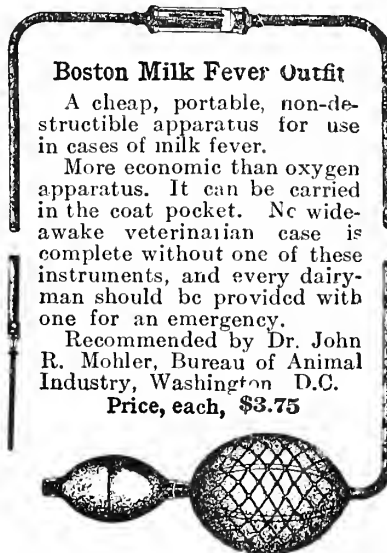 Boston Milk Fever Outfit
A cheap, portable, non-de-
structible apparatus for use
in cases of milk fever.
More economic than oxygen
apparatus. It can be carried
in the coat pocket. No wide-
awake veterinarian case is
complete without one of these
instruments, and every dairy-
man should be provided with
one for an emergency.
Recommended by Dr. John
R. Mohler, Bureau of Animal
Industry, Washington D.C.
Price, each, $3.75